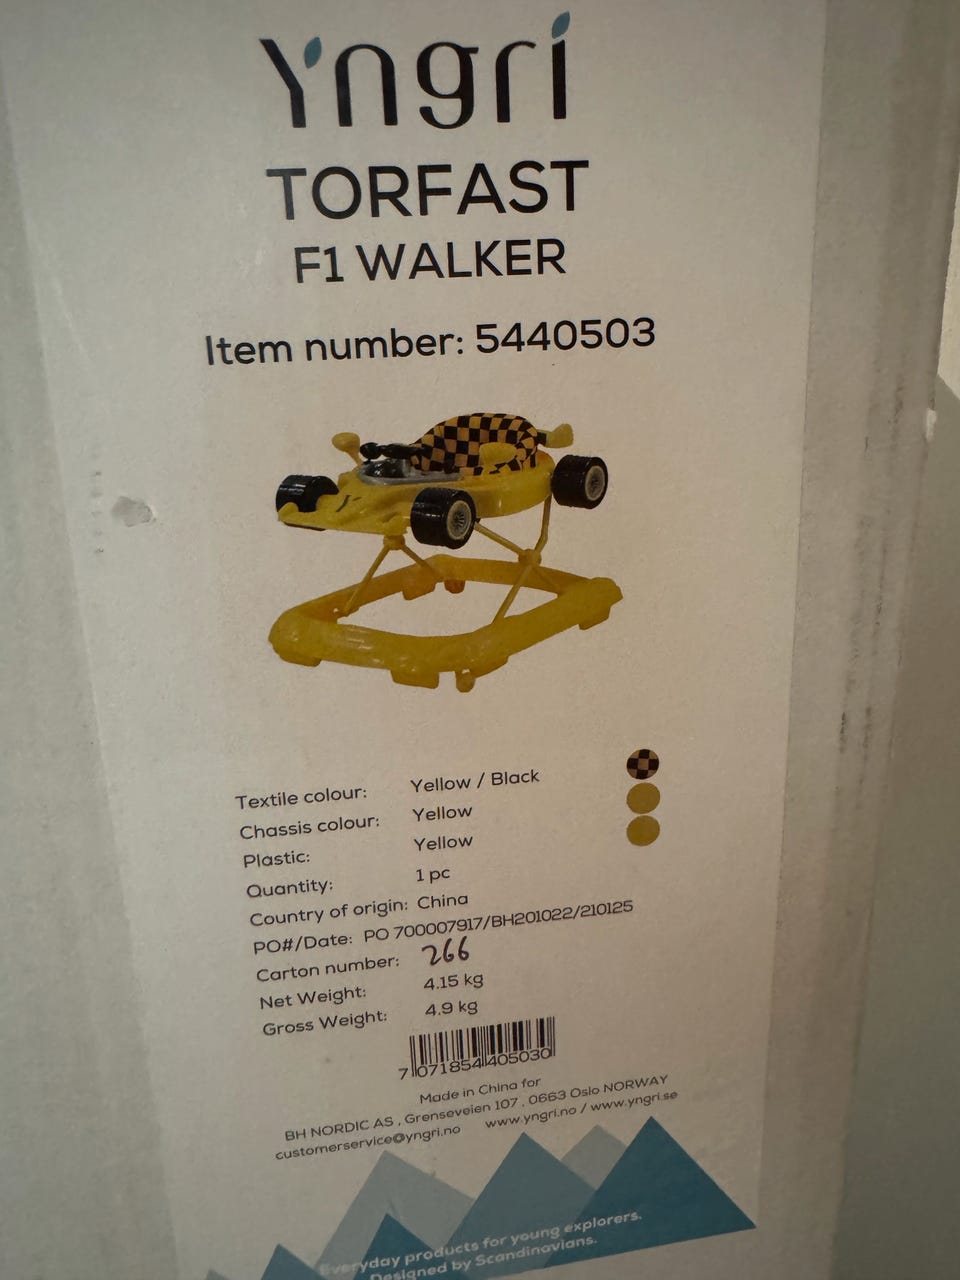 Yngri
TORFAST
F1 WALKER
Item number: 5440503
Textile colour: Yellow / Black
Chassis colour: Yellow
Plastic: Yellow
Quantity: 1 pc
Country of origin: China
PO#/Date: PO 700007917/BH201022/210125
Carton number: 266
Net Weight: 4.15 kg
Gross Weight: 4.9 kg
7 071854 405030
Made in China for
BH NORDIC AS , Grenseveien 107 , 0663 Oslo NORWAY
customerservice@yngri.no www.yngri.no / www.yngri.se
Everyday products for young explorers.
Designed by Scandinavians.